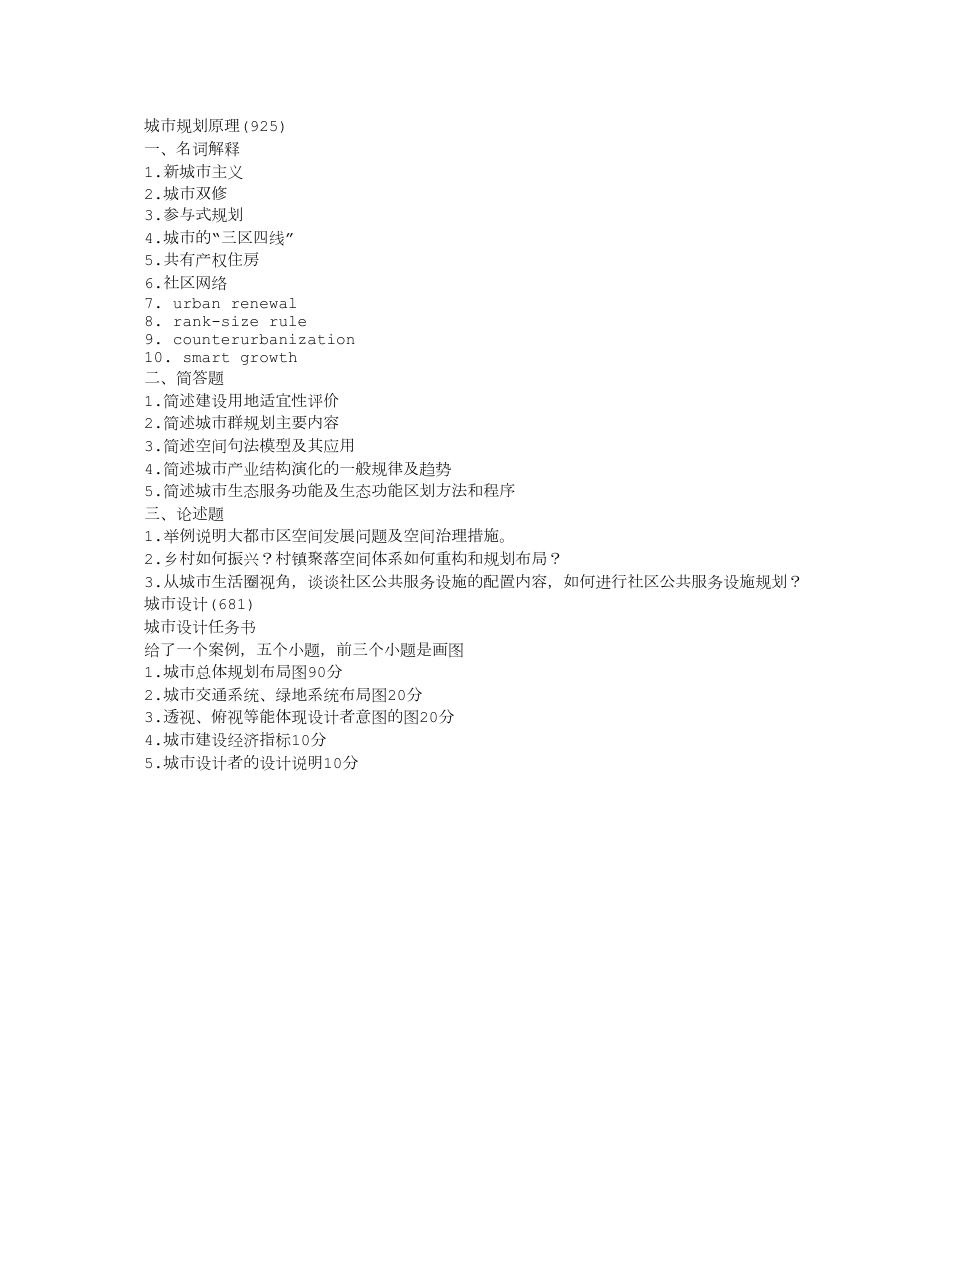 城市规划原理(925)
一、名词解释
1.新城市主义
2.城市双修
3.参与式规划
4.城市的“三区四线”
5.共有产权住房
6.社区网络
7. urban renewal
8. rank-size rule
9. counterurbanization
10. smart growth
二、简答题
1.简述建设用地适宜性评价
2.简述城市群规划主要内容
3.简述空间句法模型及其应用
4.简述城市产业结构演化的一般规律及趋势
5.简述城市生态服务功能及生态功能区划方法和程序
三、论述题
1.举例说明大都市区空间发展问题及空间治理措施。
2.乡村如何振兴？村镇聚落空间体系如何重构和规划布局？
3.从城市生活圈视角，谈谈社区公共服务设施的配置内容，如何进行社区公共服务设施规划？
城市设计(681)
城市设计任务书
给了一个案例，五个小题，前三个小题是画图
1.城市总体规划布局图90分
2.城市交通系统、绿地系统布局图20分
3.透视、俯视等能体现设计者意图的图20分
4.城市建设经济指标10分
5.城市设计者的设计说明10分